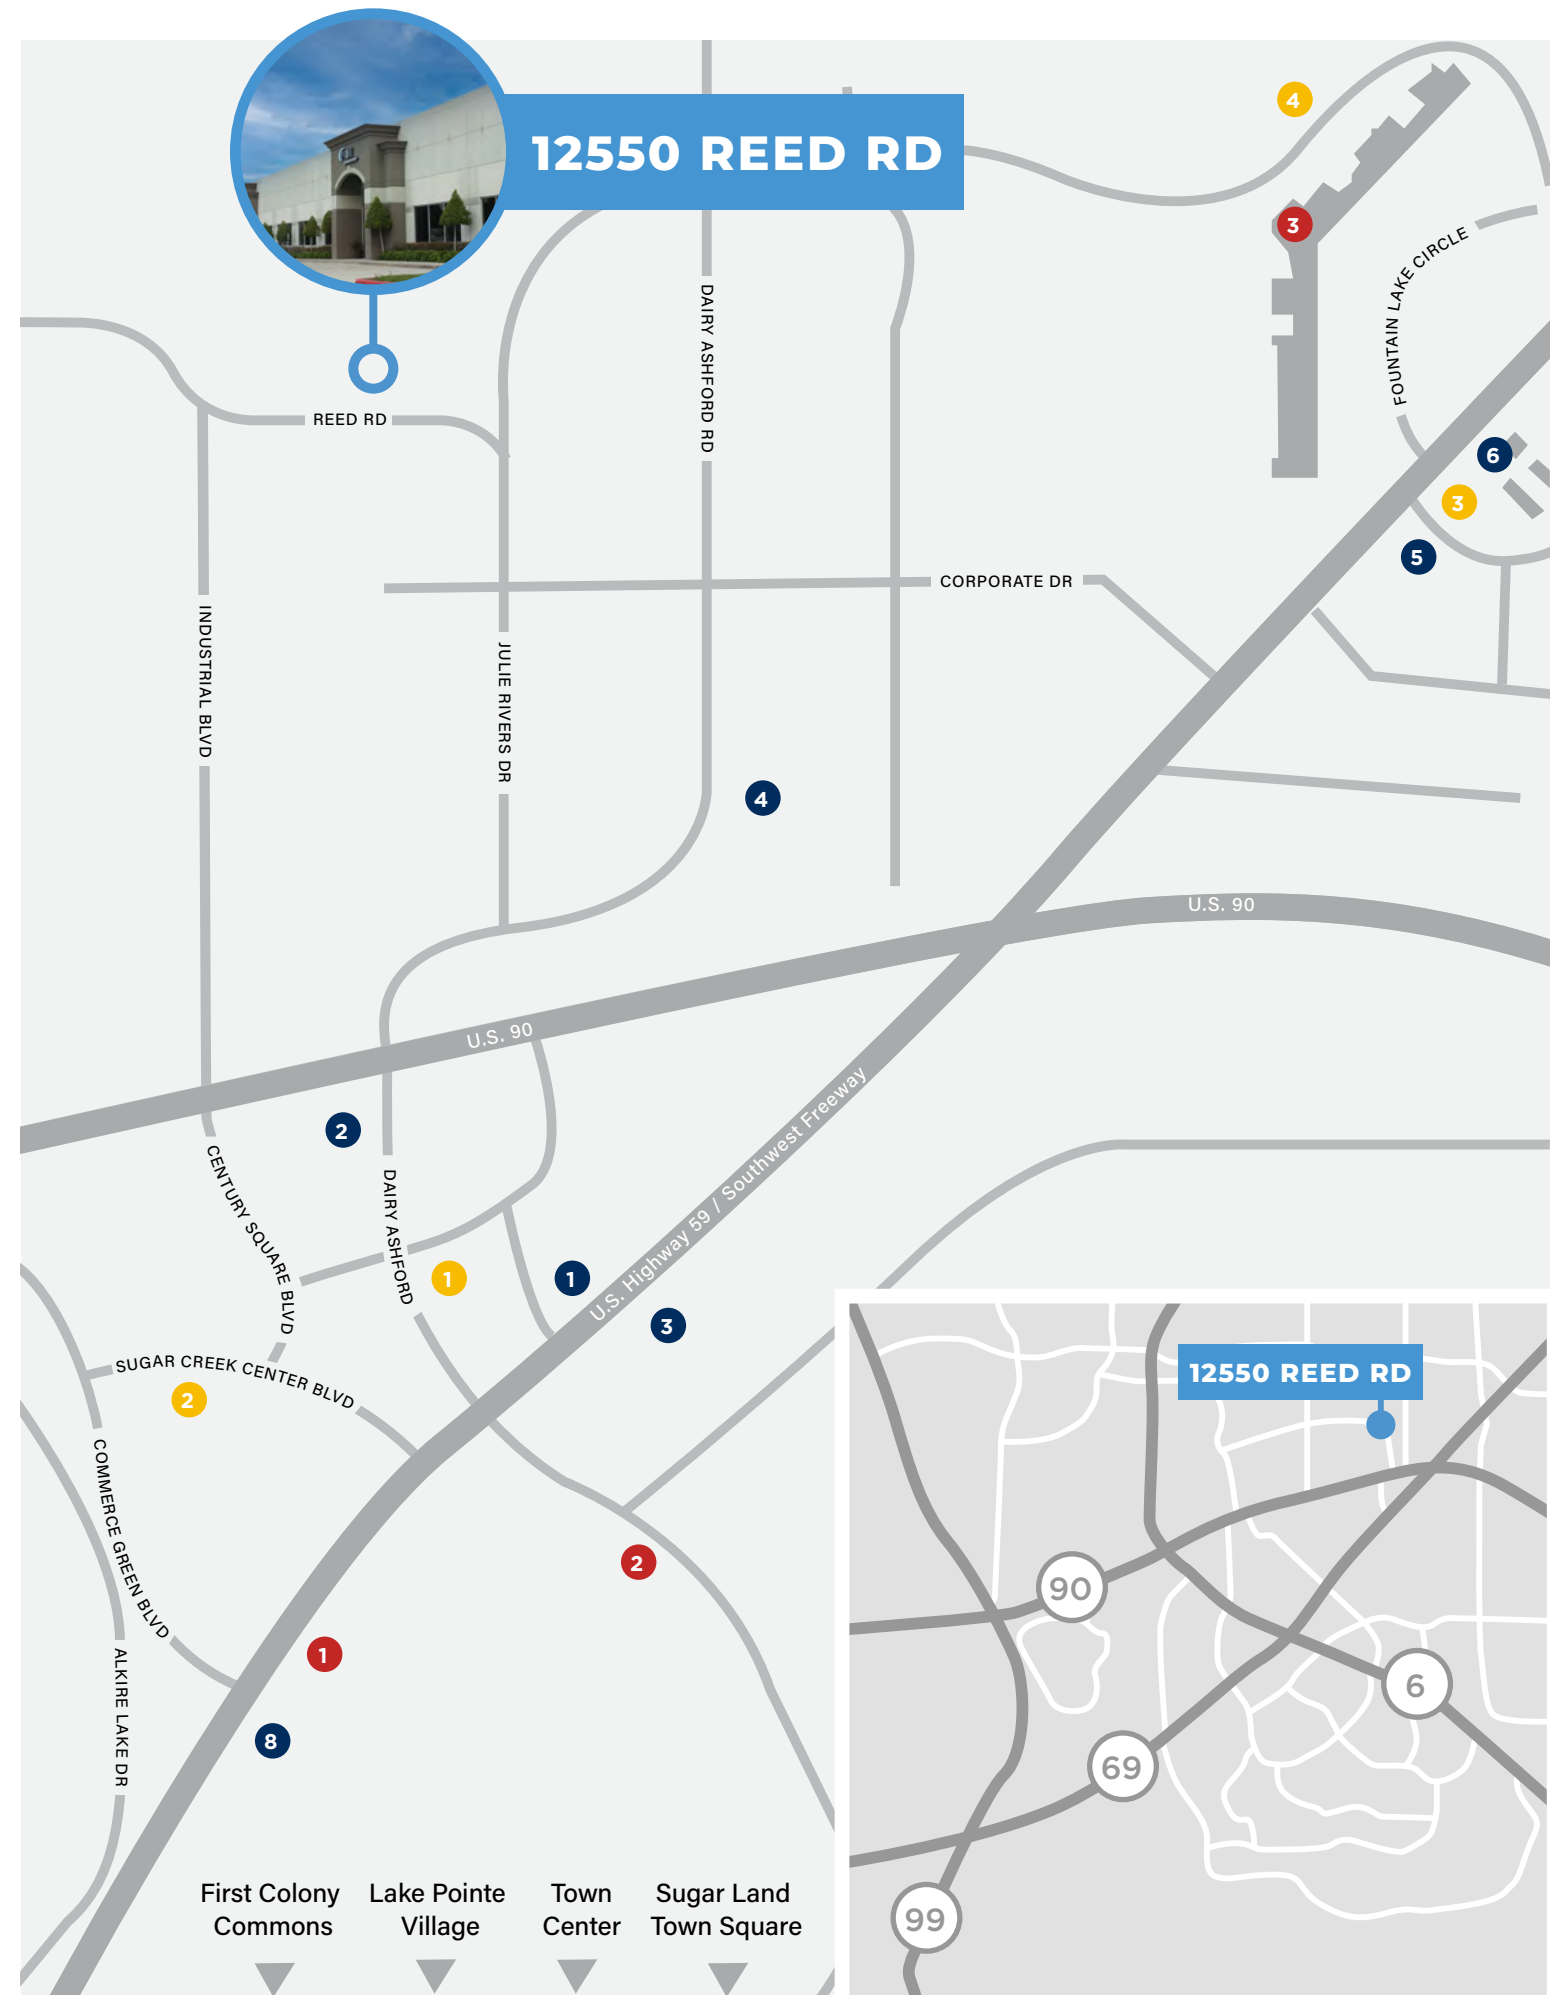 12550 REED RD
4
3
FOUNTAIN LAKE CIRCLE
DAIRY ASHFORD RD
REED RD
6
3
5
CORPORATE DR
INDUSTRIAL BLVD
JULIE RIVERS DR
4
U.S. 90
U.S. 90
U.S. Highway 59 / Southwest Freeway
2
CENTURY SQUARE BLVD
DAIRY ASHFORD
1
1
3
SUGAR CREEK CENTER BLVD
2
COMMERCE GREEN BLVD
2
1
ALKIRE LAKE DR
8
First Colony
Commons
Lake Pointe
Village
Town
Center
Sugar Land
Town Square
12550 REED RD
90
6
69
99